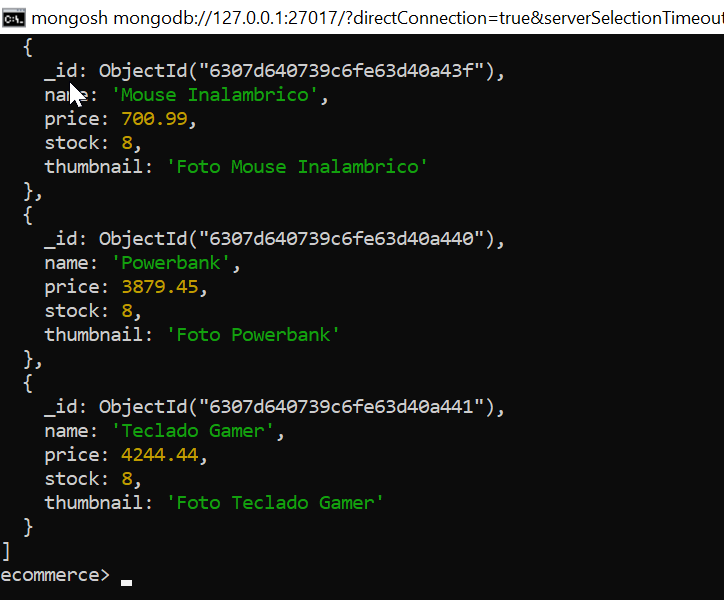 mongosh mongodb://127.0.0.1:27017/?directConnection=true&serverSelectionTimeout
{
_id: ObjectId("6307d640739c6fe63d40a43f"),
name: 'Mouse Inalambrico',
price: 700.99,
stock: 8,
thumbnail: 'Foto Mouse Inalambrico'
},
{
_id: ObjectId("6307d640739c6fe63d40a440"),
name: 'Powerbank',
price: 3879.45,
stock: 8,
thumbnail: 'Foto Powerbank'
},
{
_id: ObjectId("6307d640739c6fe63d40a441"),
name: 'Teclado Gamer',
price: 4244.44,
stock: 8,
thumbnail: 'Foto Teclado Gamer'
}
]
ecommerce>